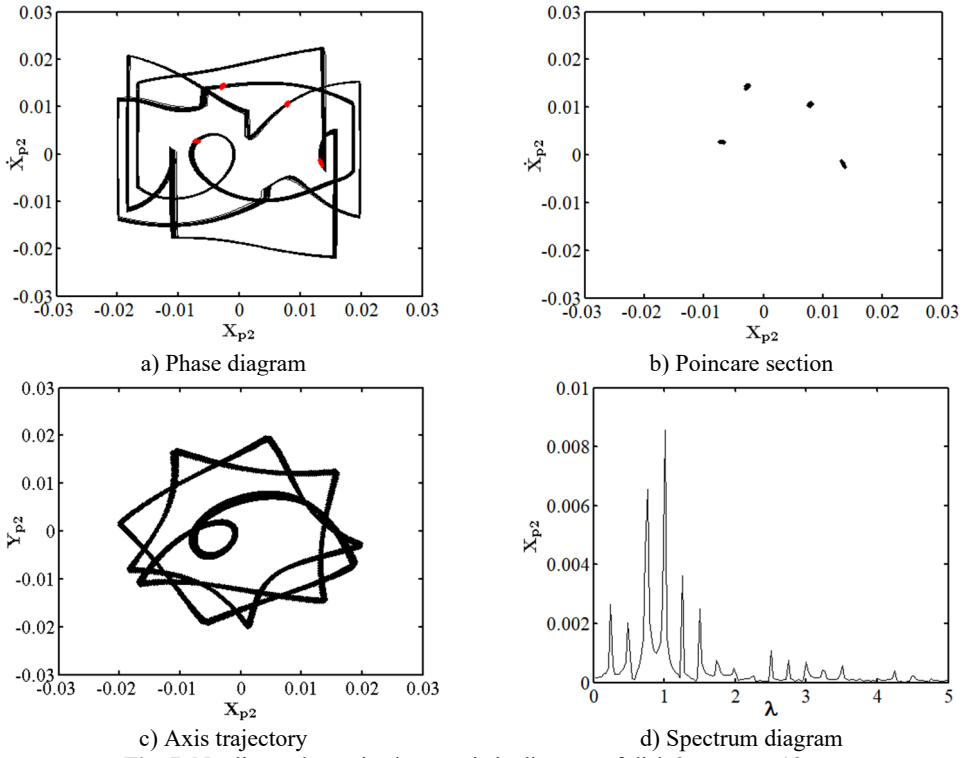 0.03
0.02
0.01
0
-0.01
-0.02
-0.03
-0.03 -0.02 -0.01 0 0.01 0.02 0.03
Ẋp2
Xp2
a) Phase diagram
0.03
0.02
0.01
0
-0.01
-0.02
-0.03
-0.03 -0.02 -0.01 0 0.01 0.02 0.03
Ẋp2
Xp2
b) Poincare section
0.03
0.02
0.01
0
-0.01
-0.02
-0.03
-0.03 -0.02 -0.01 0 0.01 0.02 0.03
Yp2
Xp2
c) Axis trajectory
0.01
0.008
0.006
0.004
0.002
0
0 1 2 3 4 5
Xp2
λ
d) Spectrum diagram